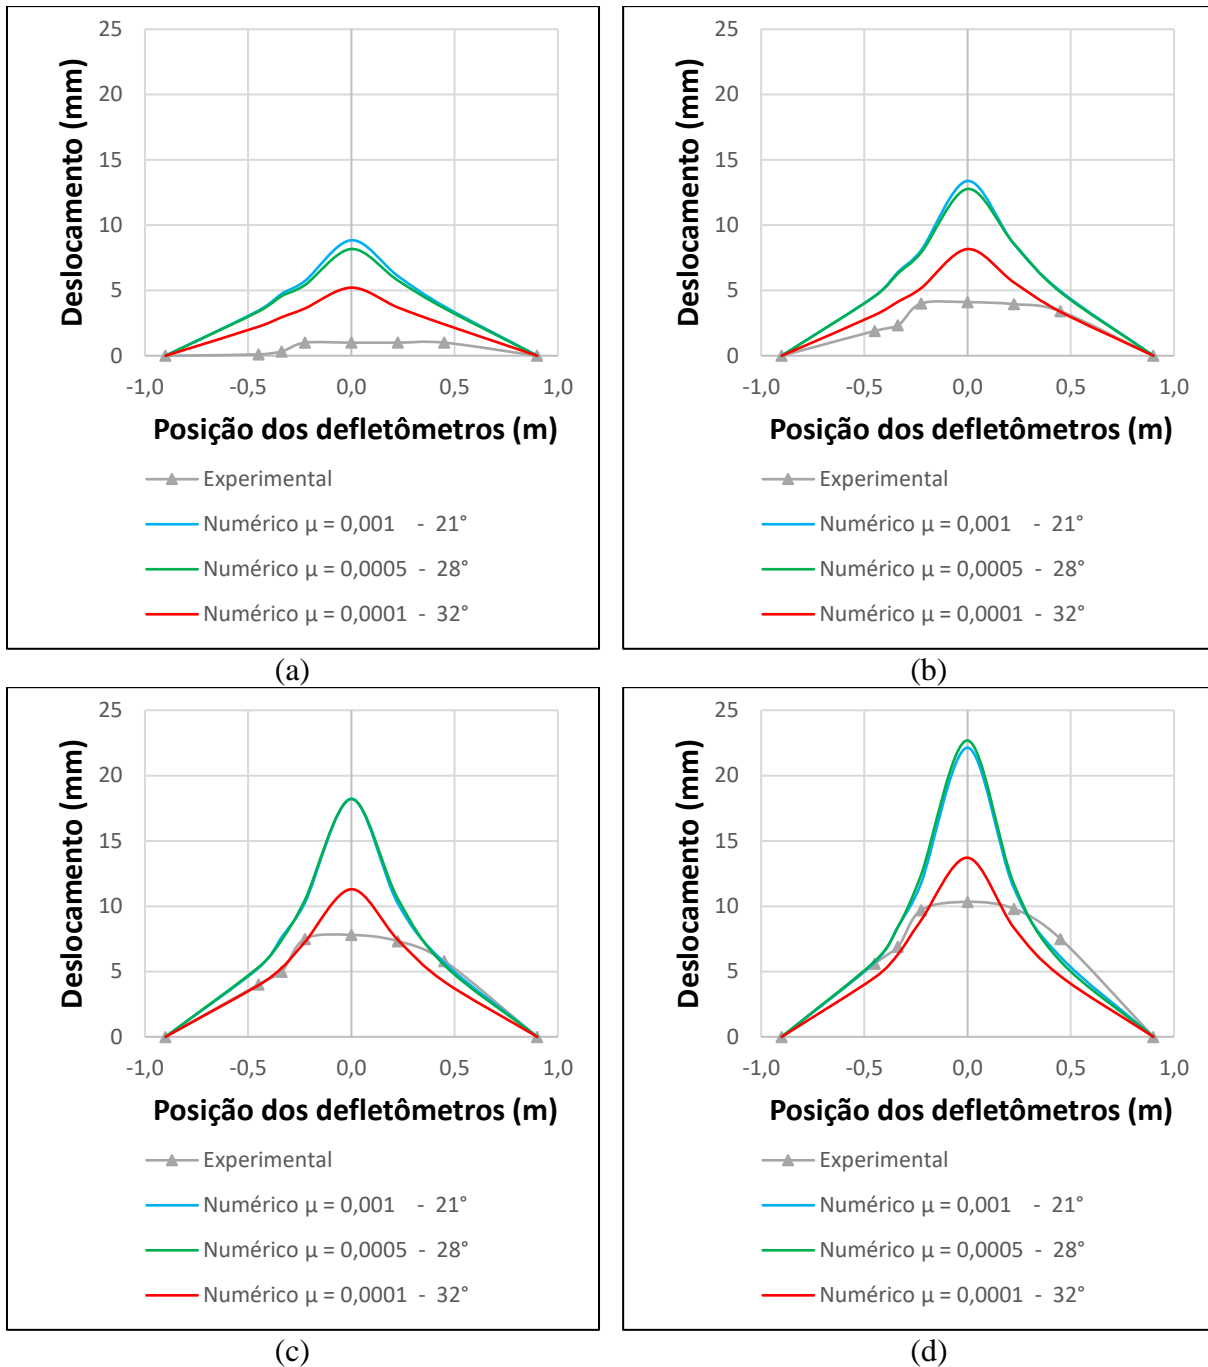 25
20
15
10
5
0
-1,0 -0,5 0,0 0,5 1,0
Deslocamento (mm)
Posição dos defletômetros (m)
Experimental
Numérico µ = 0,001 - 21°
Numérico µ = 0,0005 - 28°
Numérico µ = 0,0001 - 32°
(a)
25
20
15
10
5
0
-1,0 -0,5 0,0 0,5 1,0
Deslocamento (mm)
Posição dos defletômetros (m)
Experimental
Numérico µ = 0,001 - 21°
Numérico µ = 0,0005 - 28°
Numérico µ = 0,0001 - 32°
(b)
25
20
15
10
5
0
-1,0 -0,5 0,0 0,5 1,0
Deslocamento (mm)
Posição dos defletômetros (m)
Experimental
Numérico µ = 0,001 - 21°
Numérico µ = 0,0005 - 28°
Numérico µ = 0,0001 - 32°
(c)
25
20
15
10
5
0
-1,0 -0,5 0,0 0,5 1,0
Deslocamento (mm)
Posição dos defletômetros (m)
Experimental
Numérico µ = 0,001 - 21°
Numérico µ = 0,0005 - 28°
Numérico µ = 0,0001 - 32°
(d)